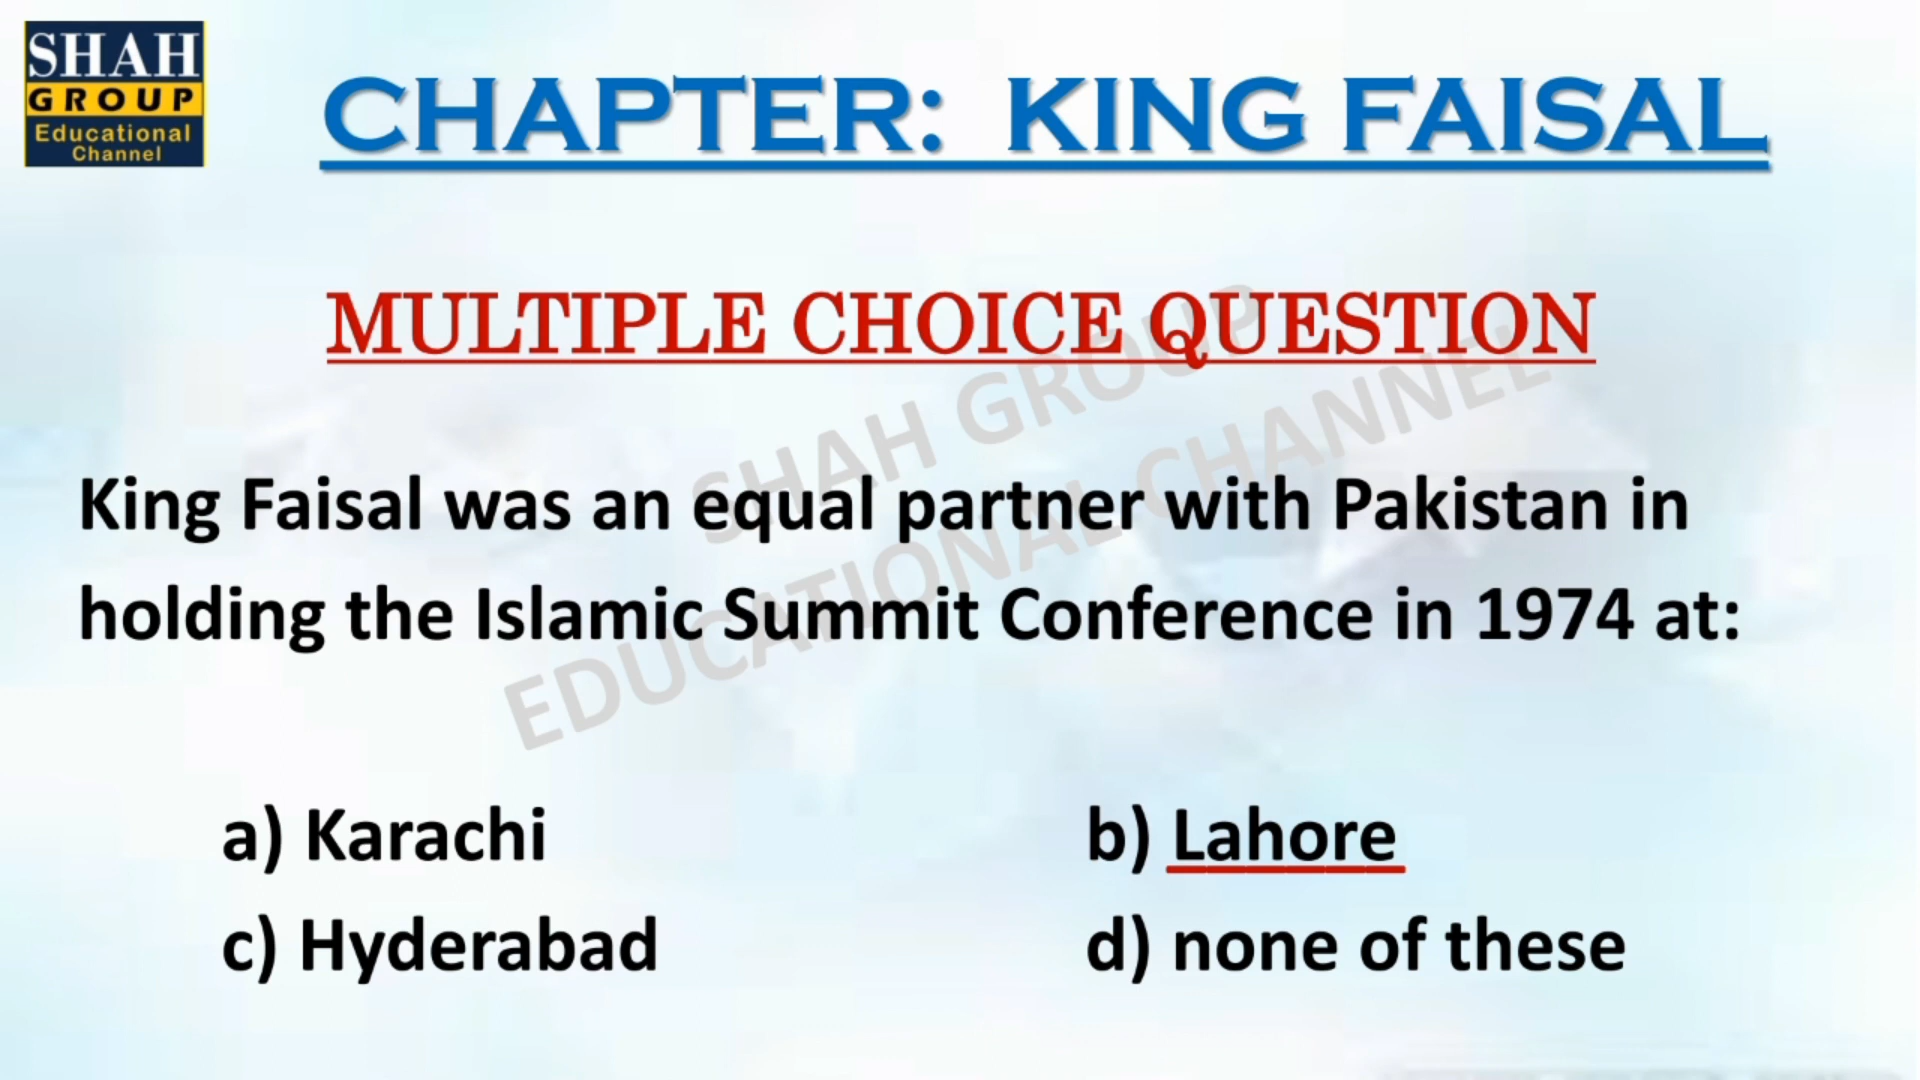 SHAH
GROUP
Educational
Channel
CHAPTER: KING FAISAL
MULTIPLE CHOICE QUESTION
SHAH GROUP
EDUCATIONAL CHANNEL
King Faisal was an equal partner with Pakistan in
holding the Islamic Summit Conference in 1974 at:
a) Karachi
b) Lahore
c) Hyderabad
d) none of these